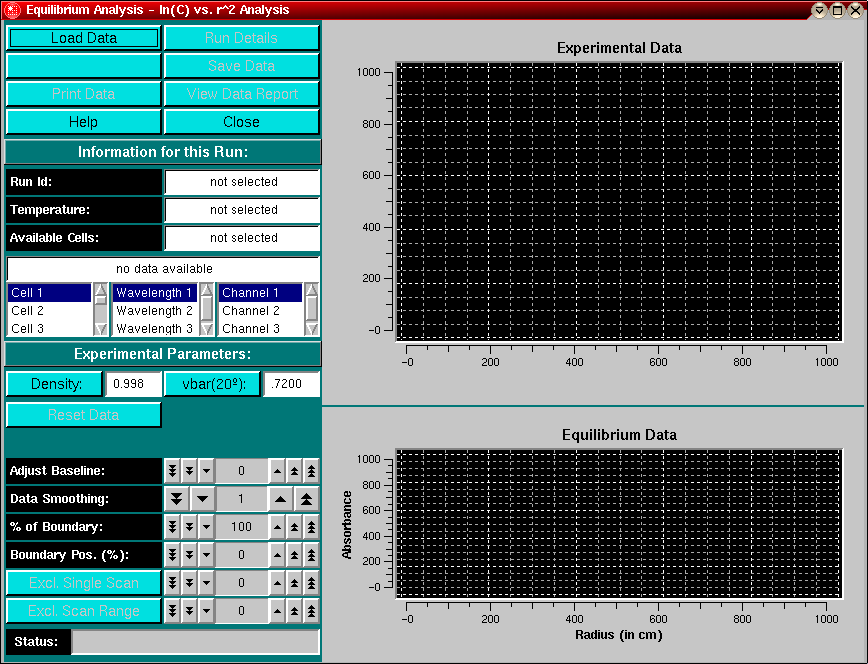 Equilibrium Analysis - ln(C) vs. r^2 Analysis
Load Data
Run Details
Save Data
Print Data
View Data Report
Help
Close
Information for this Run:
Run Id:
not selected
Temperature:
not selected
Available Cells:
not selected
no data available
Cell 1
Wavelength 1
Channel 1
Cell 2
Wavelength 2
Channel 2
Cell 3
Wavelength 3
Channel 3
Experimental Parameters:
Density:
0.998
vbar(20º):
.7200
Reset Data
Adjust Baseline:
0
Data Smoothing:
1
% of Boundary:
100
Boundary Pos. (%):
0
Excl. Single Scan
0
Excl. Scan Range
0
Status:
Experimental Data
1000
800
600
400
200
-0
-0 200 400 600 800 1000
Equilibrium Data
Absorbance
1000
800
600
400
200
-0
-0 200 400 600 800 1000
Radius (in cm)